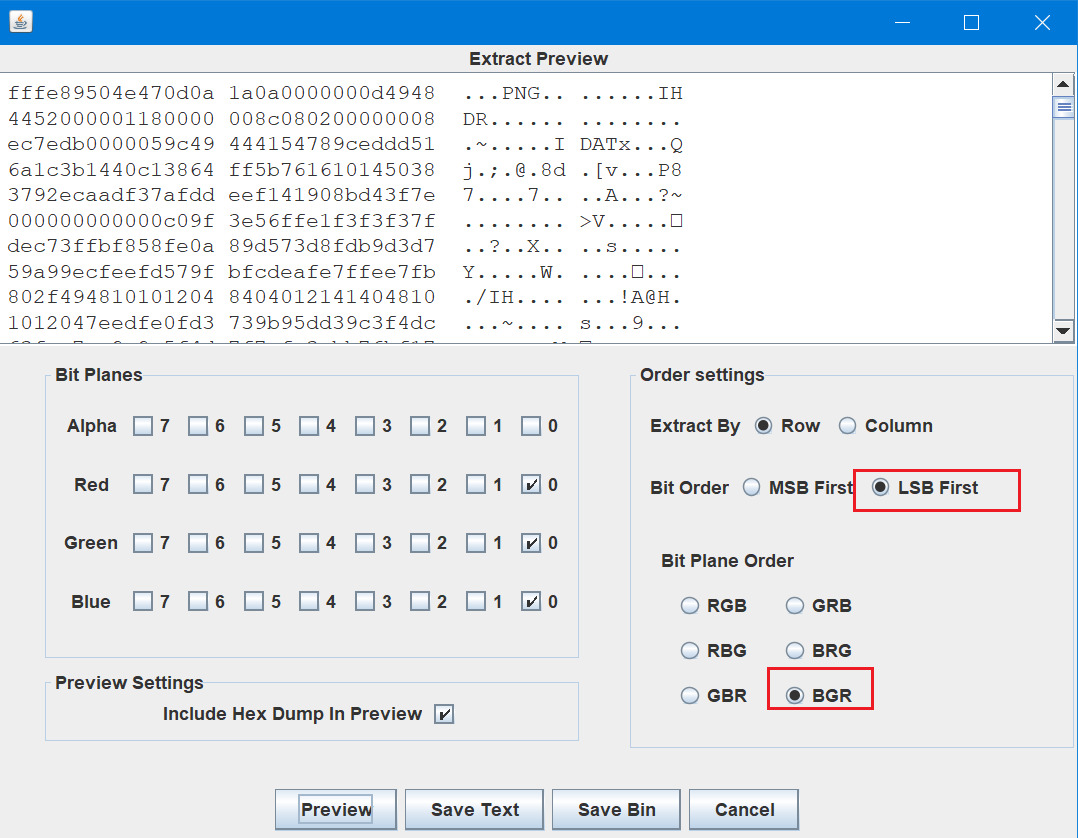 Extract Preview
fffe89504e470d0a 1a0a0000000d4948 ...PNG.. ......IH
4452000001180000 008c080200000008 DR...... ........
ec7edb0000059c49 444154789ceddd51 .~.....I DATx...Q
6a1c3b1440c13864 ff5b761610145038 j.;.@.8d .[v...P8
3792ecaadf37afdd eef141908bd43f7e 7....7.. ..A...?~
000000000000c09f 3e56ffe1f3f3f37f ........ >V.....□
dec73ffbf858fe0a 89d573d8fdb9d3d7 ..?..X.. ..s.....
59a99ecfeefd579f bfcdeafe7ffee7fb Y.....W. ....□...
802f494810101204 8404012141404810 ./IH.... ...!A@H.
1012047eedfe0fd3 739b95dd39c3f4dc ...~.... s...9...
Bit Planes
Alpha 7 6 5 4 3 2 1 0
Red 7 6 5 4 3 2 1 0
Green 7 6 5 4 3 2 1 0
Blue 7 6 5 4 3 2 1 0
Preview Settings
Include Hex Dump In Preview
Order settings
Extract By Row Column
Bit Order MSB First LSB First
Bit Plane Order
RGB GRB
RBG BRG
GBR BGR
Preview Save Text Save Bin Cancel